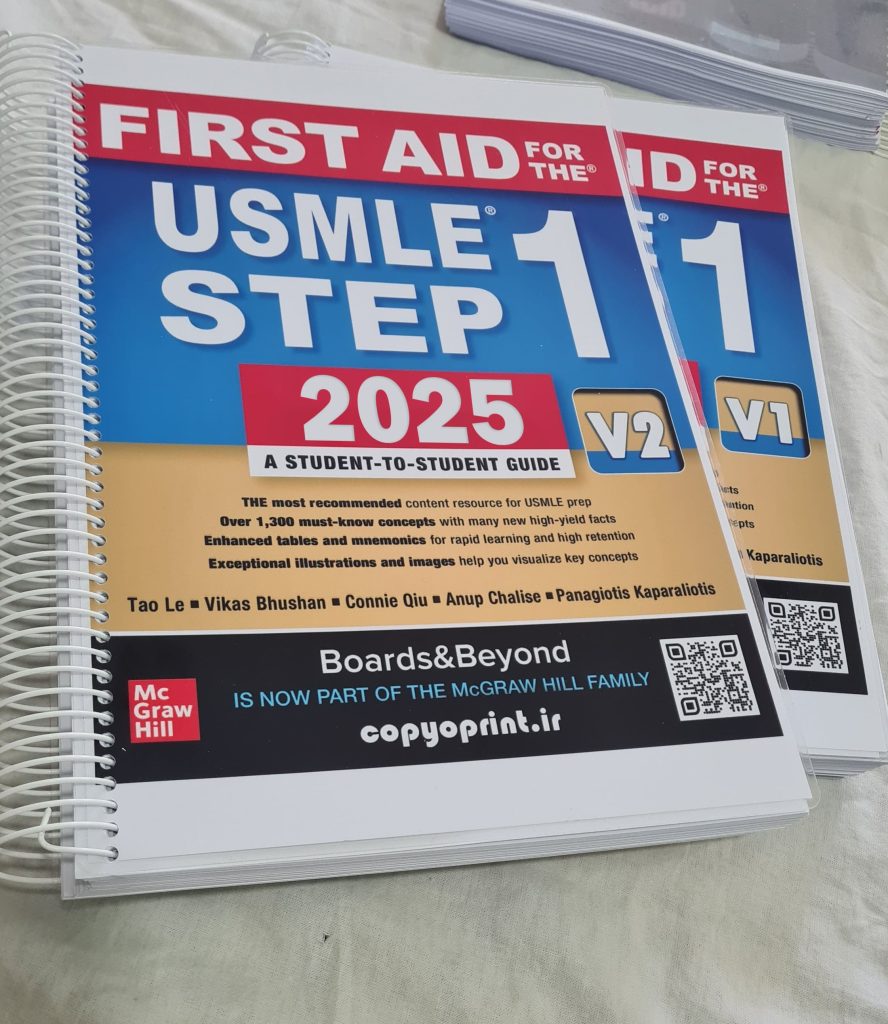 FIRST AID FOR THE®
USMLE® STEP 1
2025
A STUDENT-TO-STUDENT GUIDE
V2
THE most recommended content resource for USMLE prep
Over 1,300 must-know concepts with many new high-yield facts
Enhanced tables and mnemonics for rapid learning and high retention
Exceptional illustrations and images help you visualize key concepts
Tao Le ■ Vikas Bhushan ■ Connie Qiu ■ Anup Chalise ■ Panagiotis Kaparaliotis
Boards&Beyond
IS NOW PART OF THE McGRAW HILL FAMILY
copyoprint.ir
Mc
Graw
Hill
ID FOR THE®
E® 1
V1
Kaparaliotis